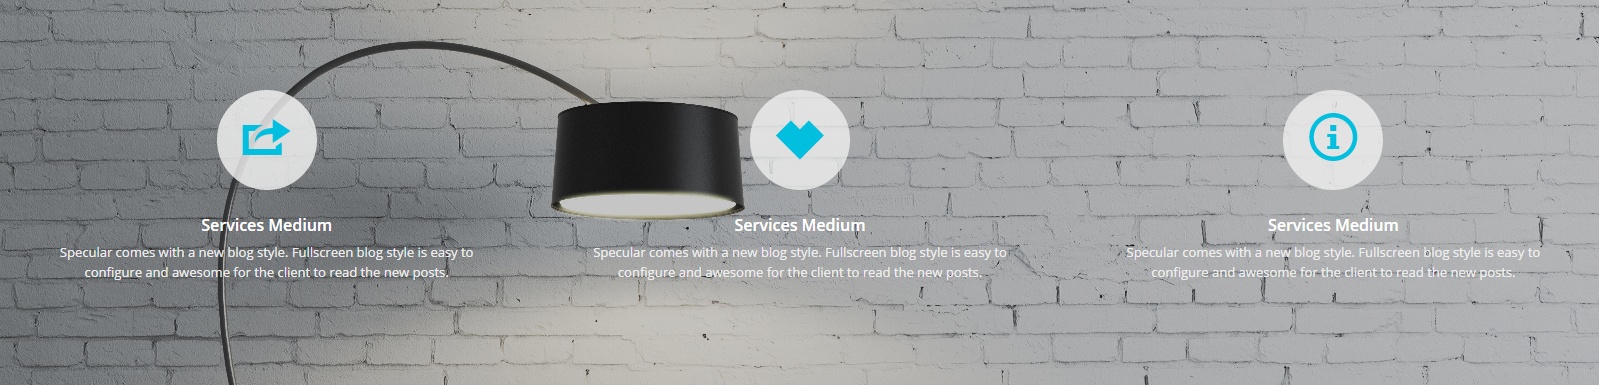 Services Medium
Specular comes with a new blog style. Fullscreen blog style is easy to
configure and awesome for the client to read the new posts.
Services Medium
Specular comes with a new blog style. Fullscreen blog style is easy to
configure and awesome for the client to read the new posts.
Services Medium
Specular comes with a new blog style. Fullscreen blog style is easy to
configure and awesome for the client to read the new posts.